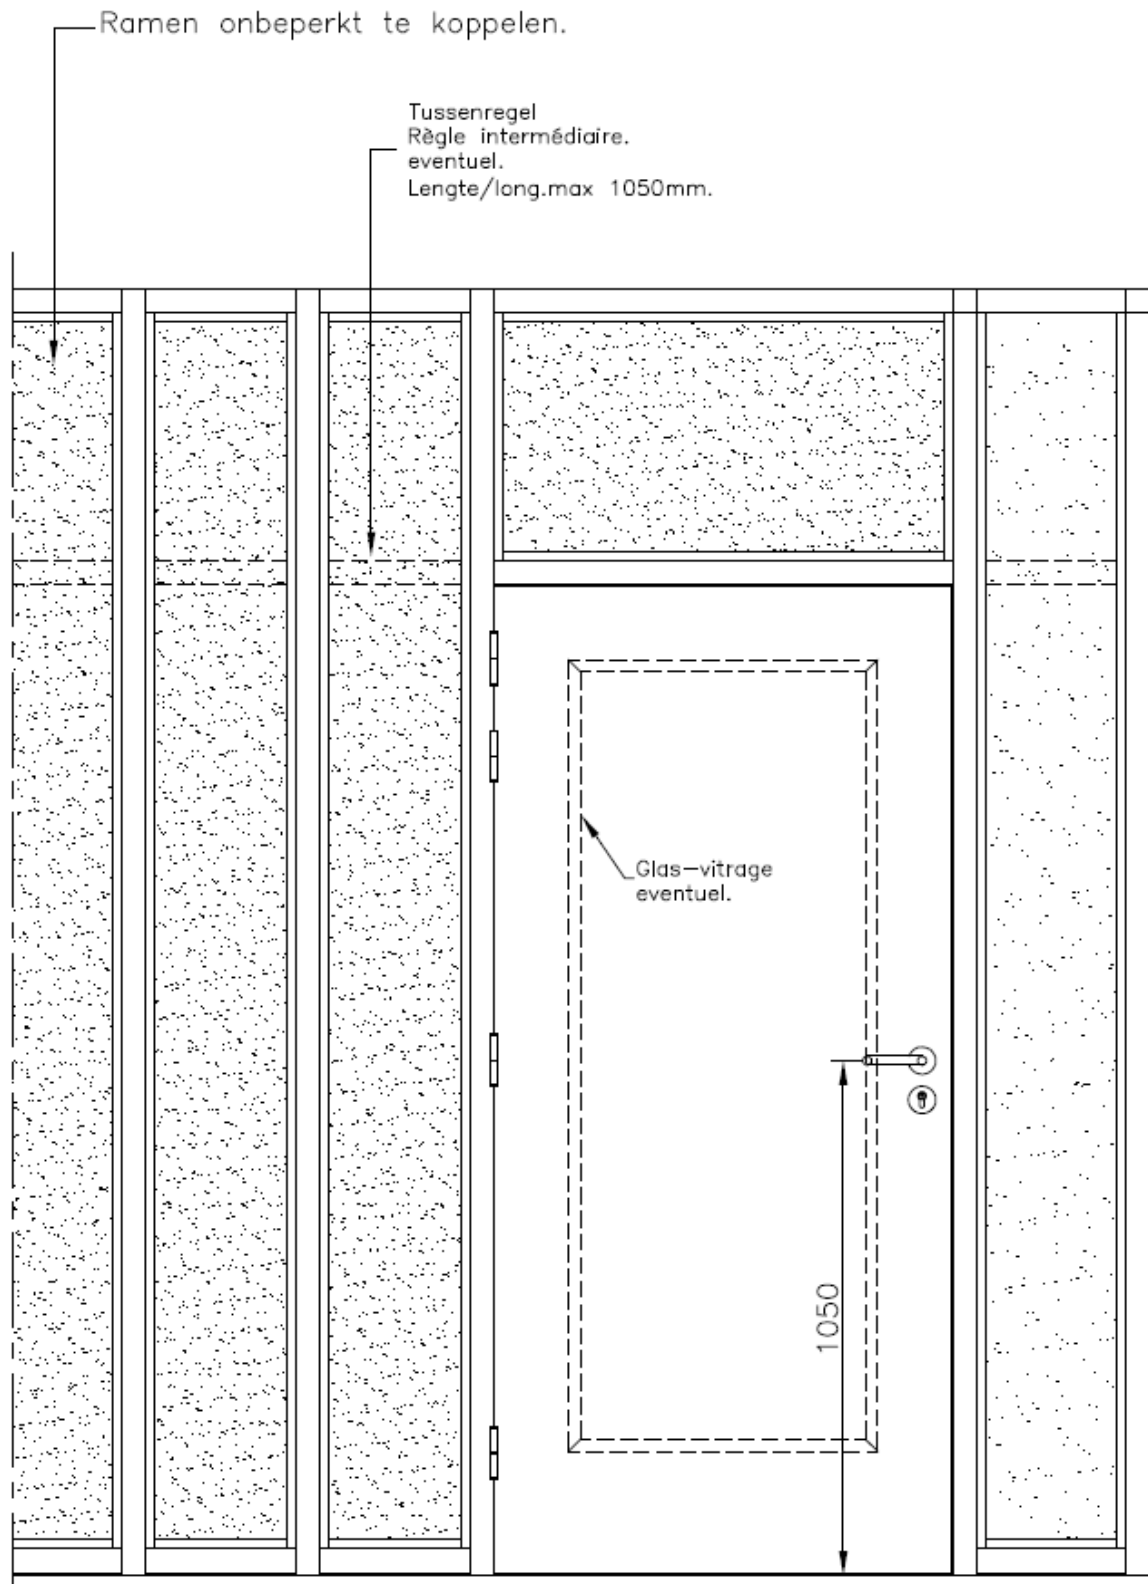 Ramen onbeperkt te koppelen.
Tussenregel
Règle intermédiaire.
eventuel.
Lengte/long.max 1050mm.
Glas-vitrage
eventuel.
1050